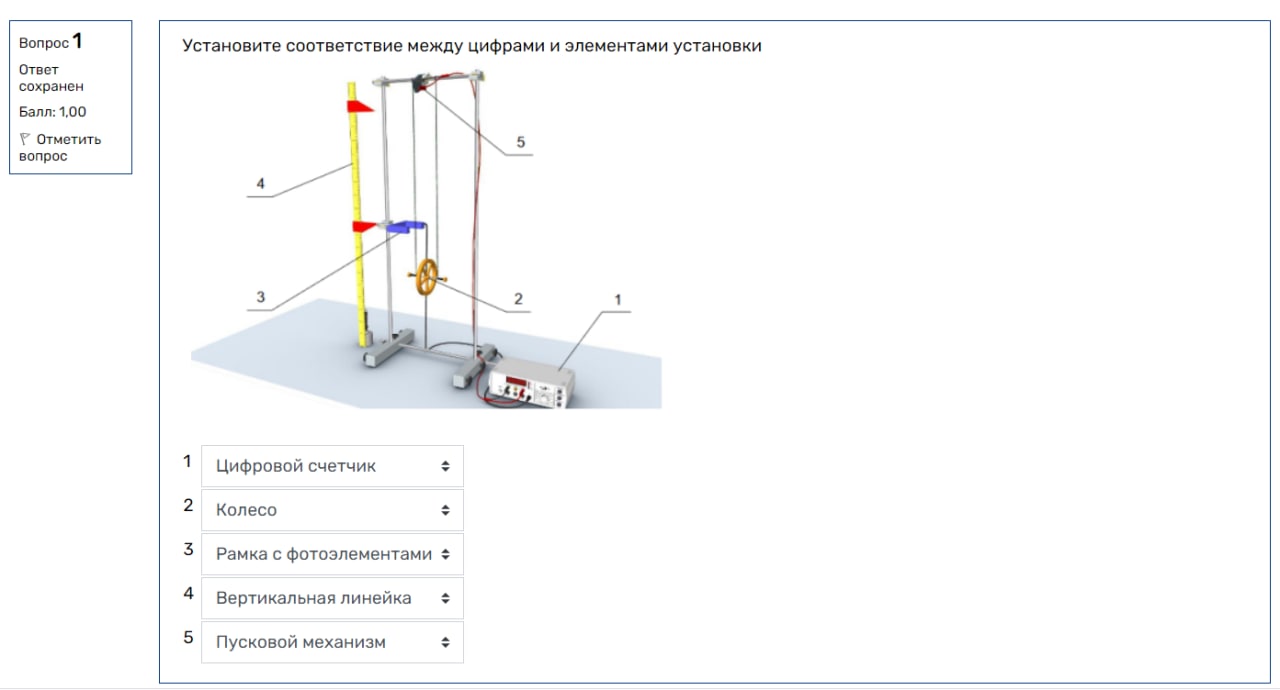 Вопрос 1
Ответ
сохранен
Балл: 1,00
Отметить
вопрос
Установите соответствие между цифрами и элементами установки
5
4
3
2
1
1 Цифровой счетчик
2 Колесо
3 Рамка с фотоэлементами
4 Вертикальная линейка
5 Пусковой механизм